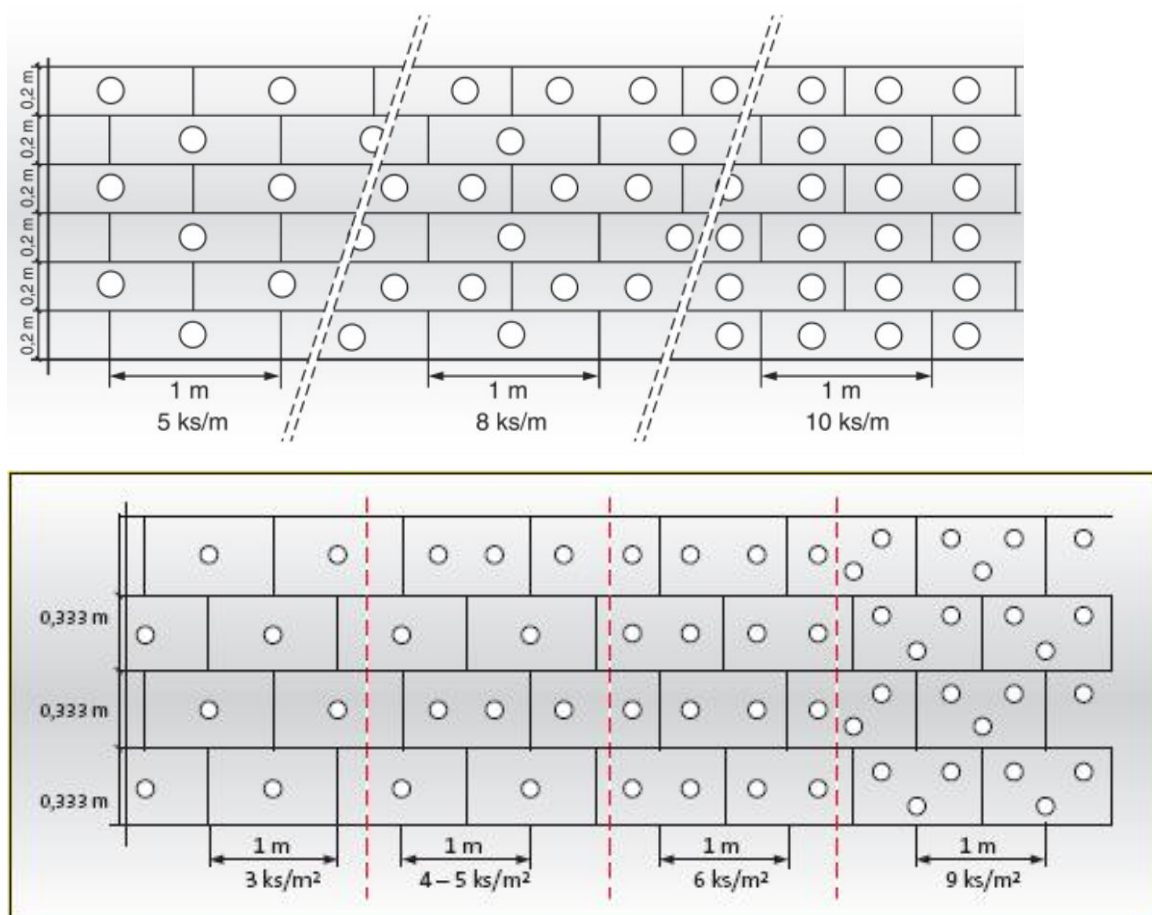 0,2 m
0,2 m
0,2 m
0,2 m
0,2 m
0,2 m
1 m 1 m 1 m
5 ks/m 8 ks/m 10 ks/m
0,333 m
0,333 m
0,333 m
1 m 1 m 1 m 1 m
3 ks/m² 4–5 ks/m² 6 ks/m² 9 ks/m²